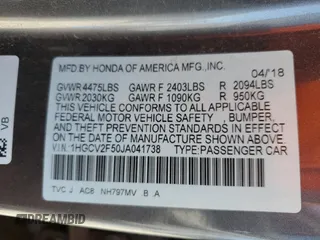 MFD. BY HONDA OF AMERICA MFG.,INC. 04/18
GVWR 4475LBS GAWR F 2403LBS R 2094LBS
GVWR 2030KG GAWR F 1090KG R 950KG
THIS VEHICLE CONFORMS TO ALL APPLICABLE
FEDERAL MOTOR VEHICLE SAFETY , BUMPER,
AND THEFT PREVENTION STANDARDS IN EFFECT
ON THE DATE OF MANUFACTURE SHOWN ABOVE.
V.I.N.: 1HGCV2F50JA041738 TYPE:PASSENGER CAR
TVC J AC8 NH797MV B .A
VB
DREAMBID